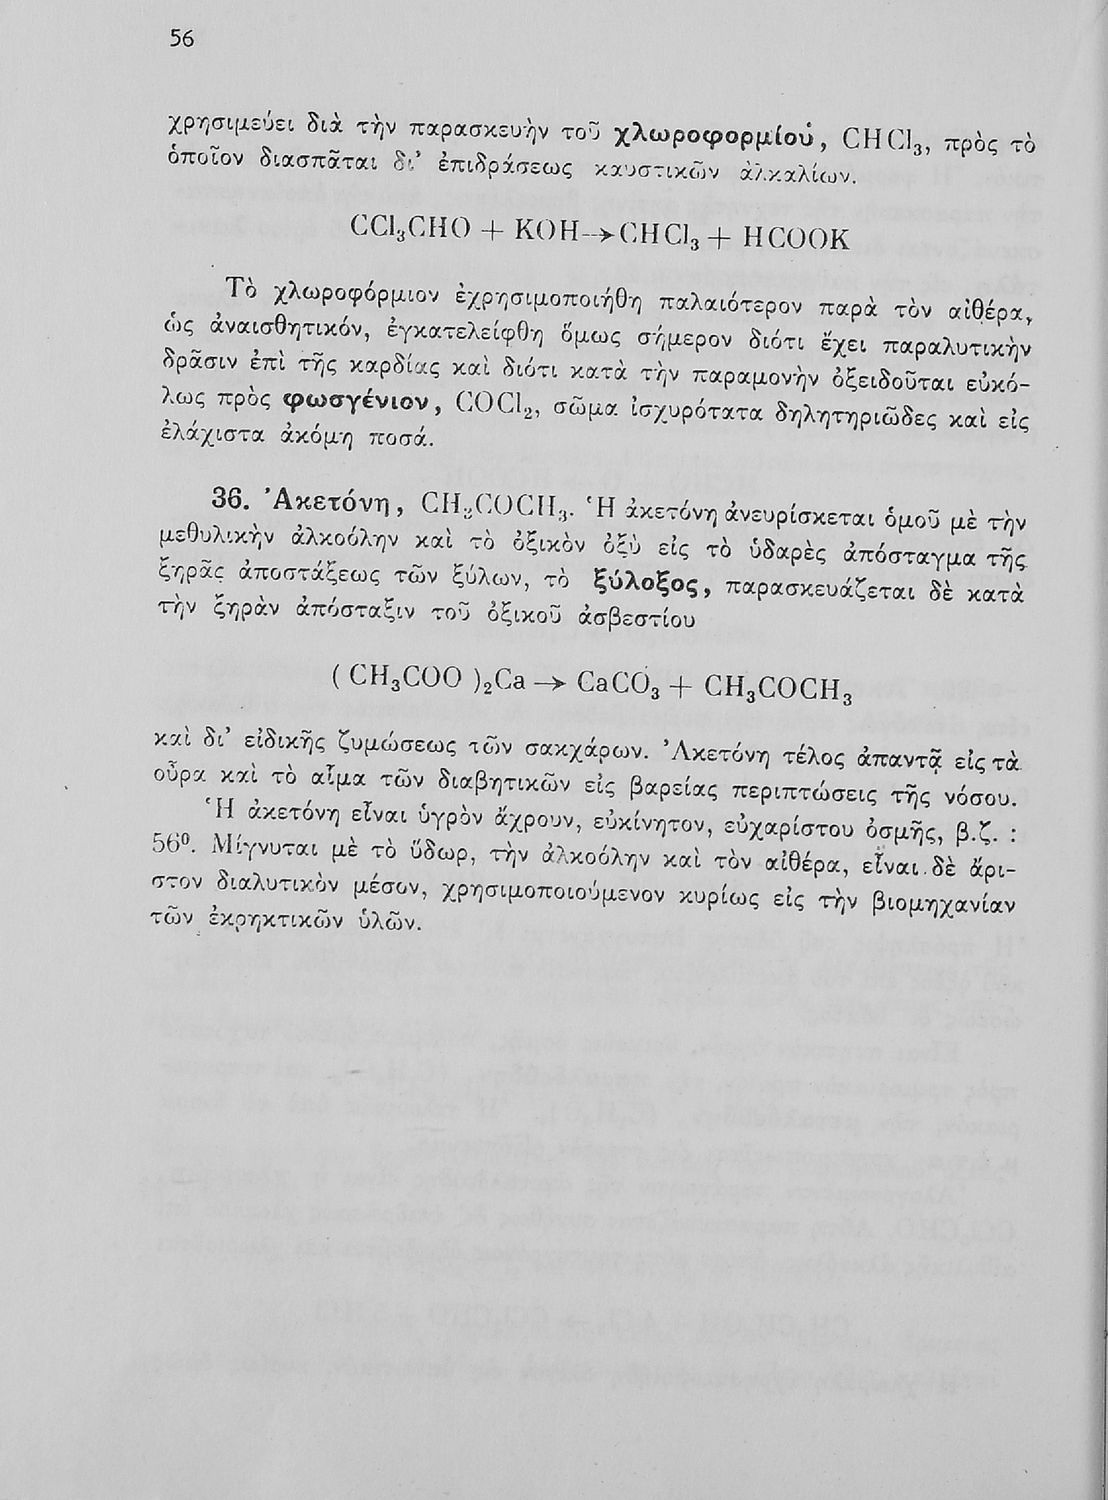 56
χρησιμεύει διὰ τὴν παρασκευὴν τοῦ χλωροφορμίου, CHCl₃, πρὸς τὸ
ὁποῖον διασπᾶται δι᾽ ἐπιδράσεως καυστικῶν ἀλκαλίων.
CCl₃CHO + KOH → CHCl₃ + HCOOK
Τὸ χλωροφόρμιον ἐχρησιμοποιήθη παλαιότερον παρὰ τὸν αἰθέρα,
ὡς ἀναισθητικόν, ἐγκατελείφθη ὅμως σήμερον διότι ἔχει παραλυτικὴν
δρᾶσιν ἐπὶ τῆς καρδίας καὶ διότι κατὰ τὴν παραμονὴν ὀξειδοῦται εὐκό-
λως πρὸς φωσγένιον, COCl₂, σῶμα ἰσχυρότατα δηλητηριῶδες καὶ εἰς
ἐλάχιστα ἀκόμη ποσά.
36. Ἀκετόνη, CH₃COCH₃. Ἡ ἀκετόνη ἀνευρίσκεται ὁμοῦ μὲ τὴν
μεθυλικὴν ἀλκοόλην καὶ τὸ ὀξικὸν ὀξὺ εἰς τὸ ὑδαρὲς ἀπόσταγμα τῆς
ξηρᾶς ἀποστάξεως τῶν ξύλων, τὸ ξύλοξος, παρασκευάζεται δὲ κατὰ
τὴν ξηρὰν ἀπόσταξιν τοῦ ὀξικοῦ ἀσβεστίου
( CH₃COO )₂Ca → CaCO₃ + CH₃COCH₃
καὶ δι᾽ εἰδικῆς ζυμώσεως τῶν σακχάρων. Ἀκετόνη τέλος ἀπαντᾷ εἰς τὰ
οὖρα καὶ τὸ αἷμα τῶν διαβητικῶν εἰς βαρείας περιπτώσεις τῆς νόσου.
Ἡ ἀκετόνη εἶναι ὑγρὸν ἄχρουν, εὐκίνητον, εὐχαρίστου ὀσμῆς, β.ζ. :
56⁰. Μίγνυται μὲ τὸ ὕδωρ, τὴν ἀλκοόλην καὶ τὸν αἰθέρα, εἶναι δὲ ἄρι-
στον διαλυτικὸν μέσον, χρησιμοποιούμενον κυρίως εἰς τὴν βιομηχανίαν
τῶν ἐκρηκτικῶν ὑλῶν.